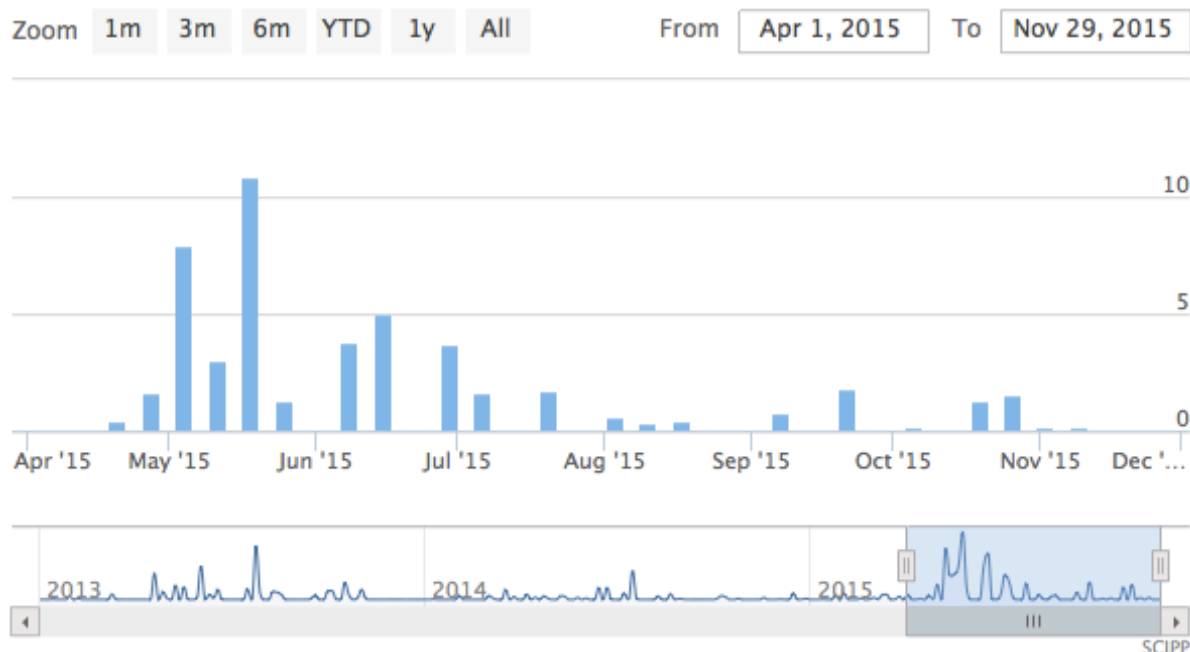 Zoom 1m 3m 6m YTD 1y All From Apr 1, 2015 To Nov 29, 2015
10
5
0
Apr '15 May '15 Jun '15 Jul '15 Aug '15 Sep '15 Oct '15 Nov '15 Dec '...
2013 2014 2015
SCIPP